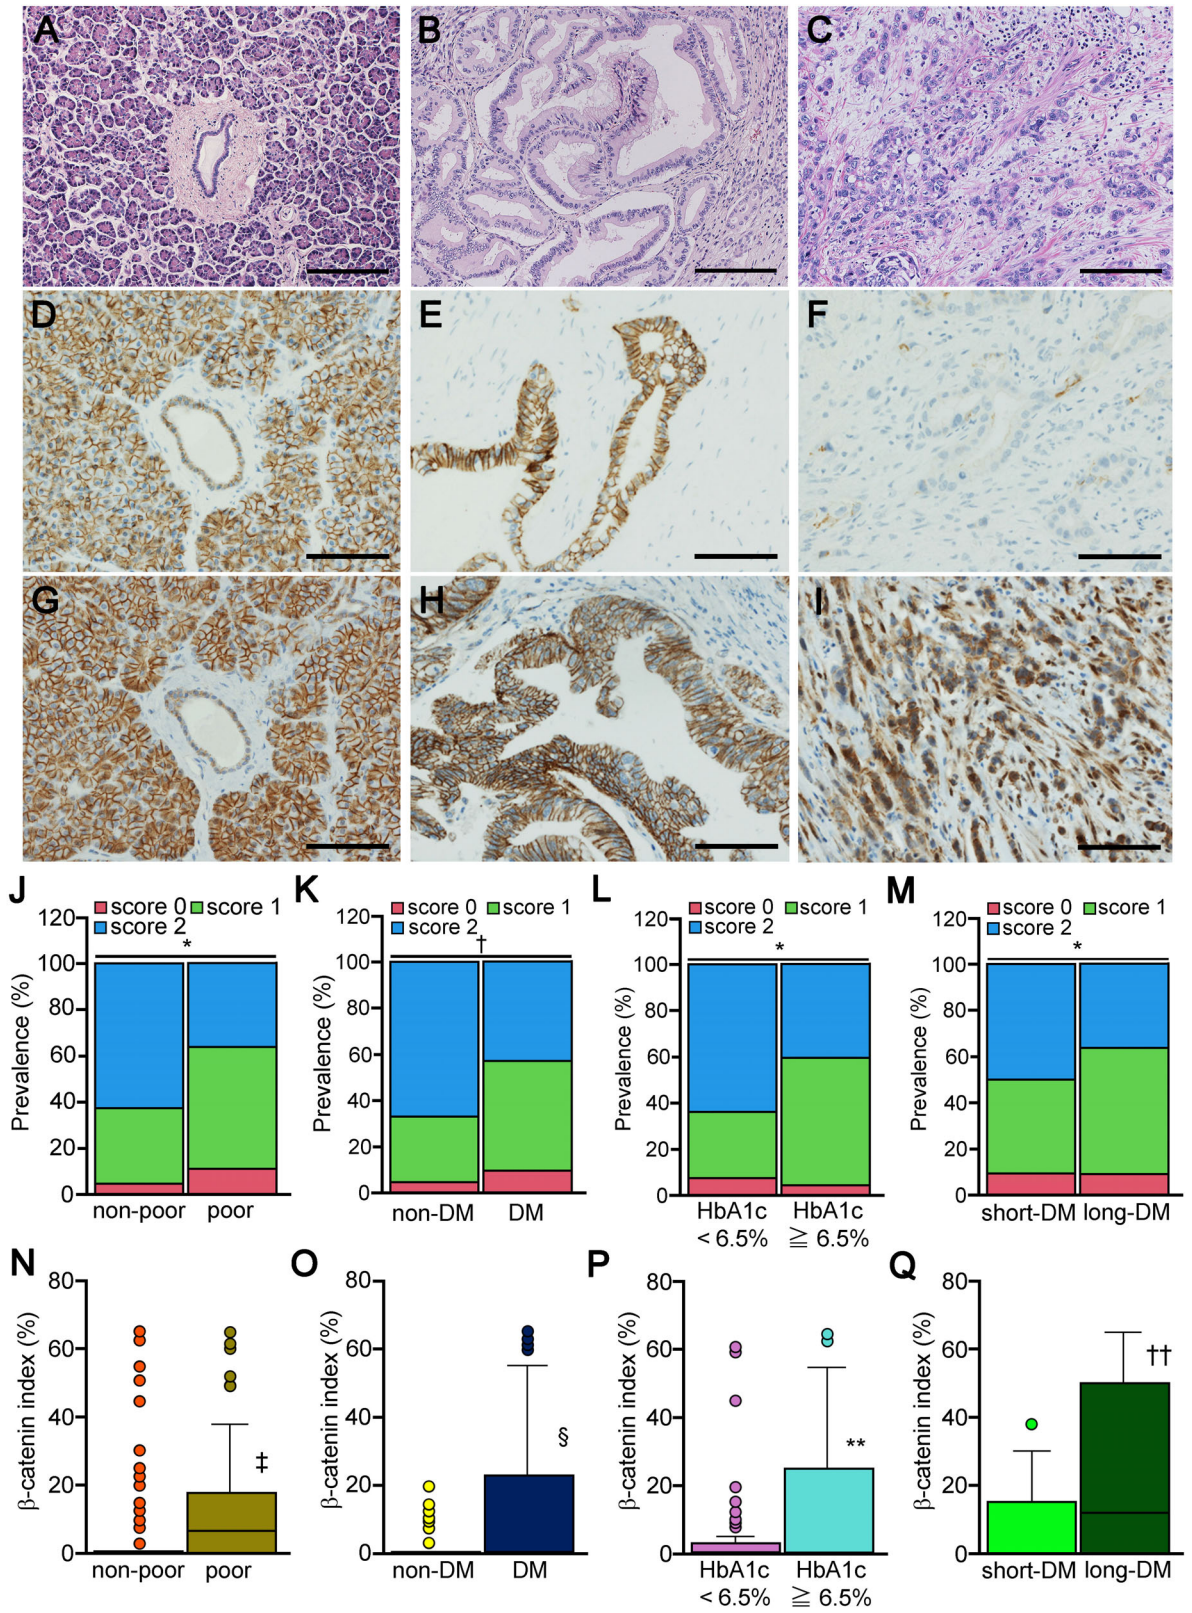 A
B
C
D
E
F
G
H
I
J
score 0 score 1
score 2
*
Prevalence (%)
120
100
80
60
40
20
0
non-poor poor
K
score 0 score 1
score 2
†
Prevalence (%)
120
100
80
60
40
20
0
non-DM DM
L
score 0 score 1
score 2
*
Prevalence (%)
120
100
80
60
40
20
0
HbA1c HbA1c
< 6.5% ≧ 6.5%
M
score 0 score 1
score 2
*
Prevalence (%)
120
100
80
60
40
20
0
short-DM long-DM
N
β-catenin index (%)
80
60
40
20
0
‡
non-poor poor
O
β-catenin index (%)
80
60
40
20
0
§
non-DM DM
P
β-catenin index (%)
80
60
40
20
0
**
HbA1c HbA1c
< 6.5% ≧ 6.5%
Q
β-catenin index (%)
80
60
40
20
0
††
short-DM long-DM